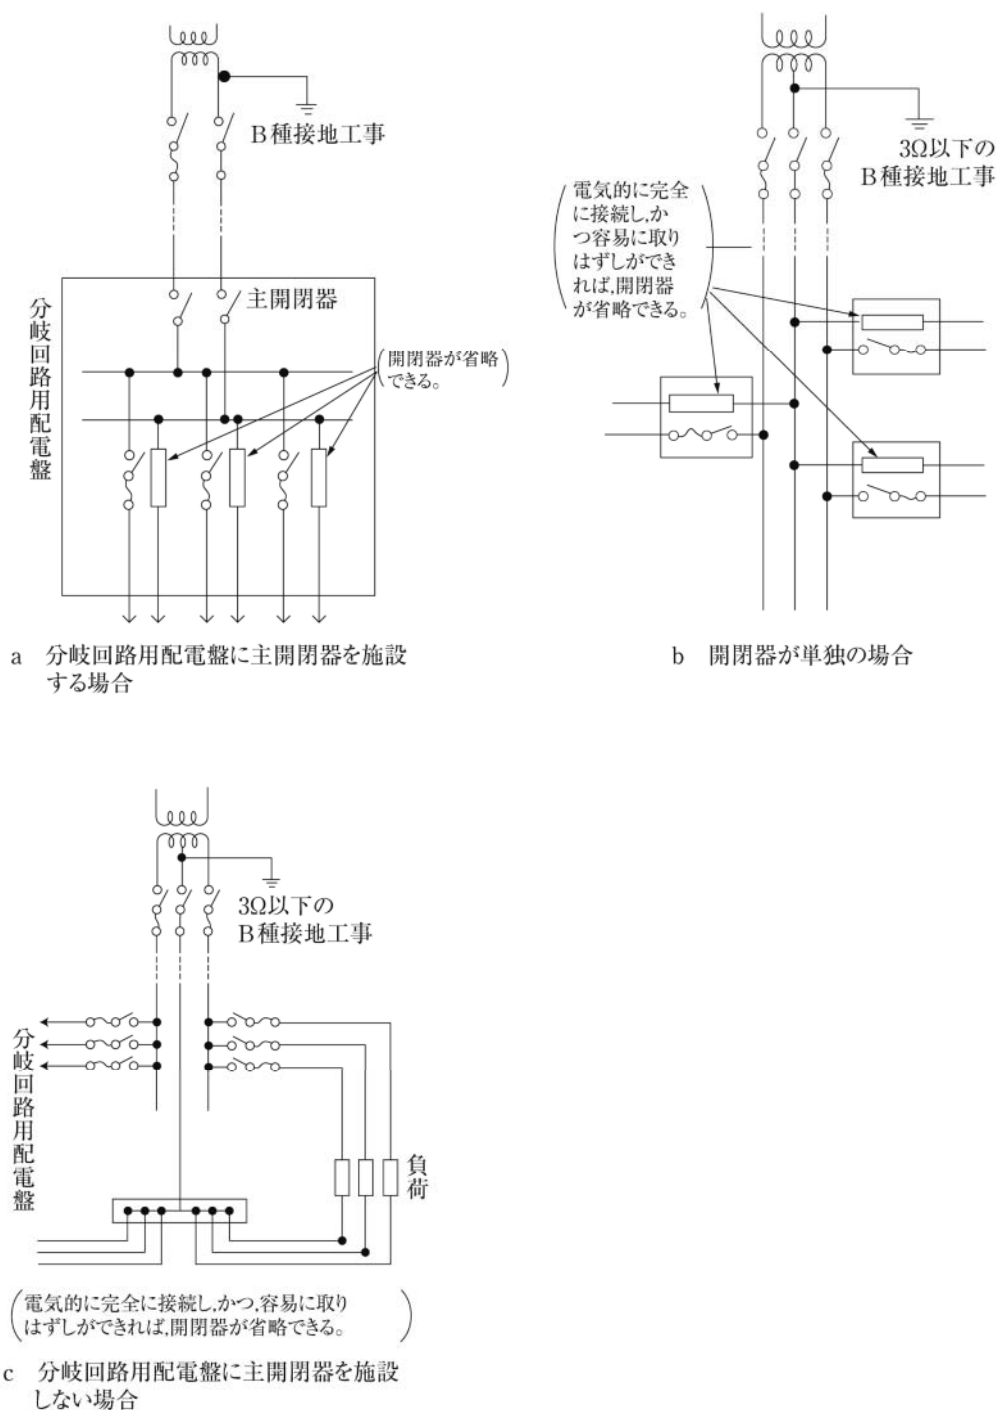 B種接地工事
分岐回路用配電盤
主開閉器
(開閉器が省略
できる。)
a 分岐回路用配電盤に主開閉器を施設
する場合
3Ω以下の
B種接地工事
(電気的に完全
に接続し,か
つ容易に取り
はずしができ
れば,開閉器
が省略できる。)
b 開閉器が単独の場合
3Ω以下の
B種接地工事
分岐回路用配電盤
負荷
(電気的に完全に接続し,かつ,容易に取り
はずしができれば,開閉器が省略できる。)
c 分岐回路用配電盤に主開閉器を施設
しない場合